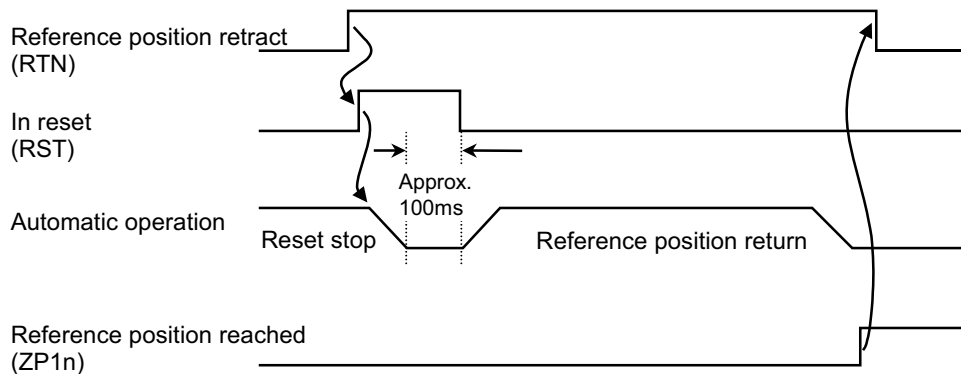 Reference position retract
(RTN)
In reset
(RST)
Approx.
100ms
Automatic operation
Reset stop
Reference position return
Reference position reached
(ZP1n)